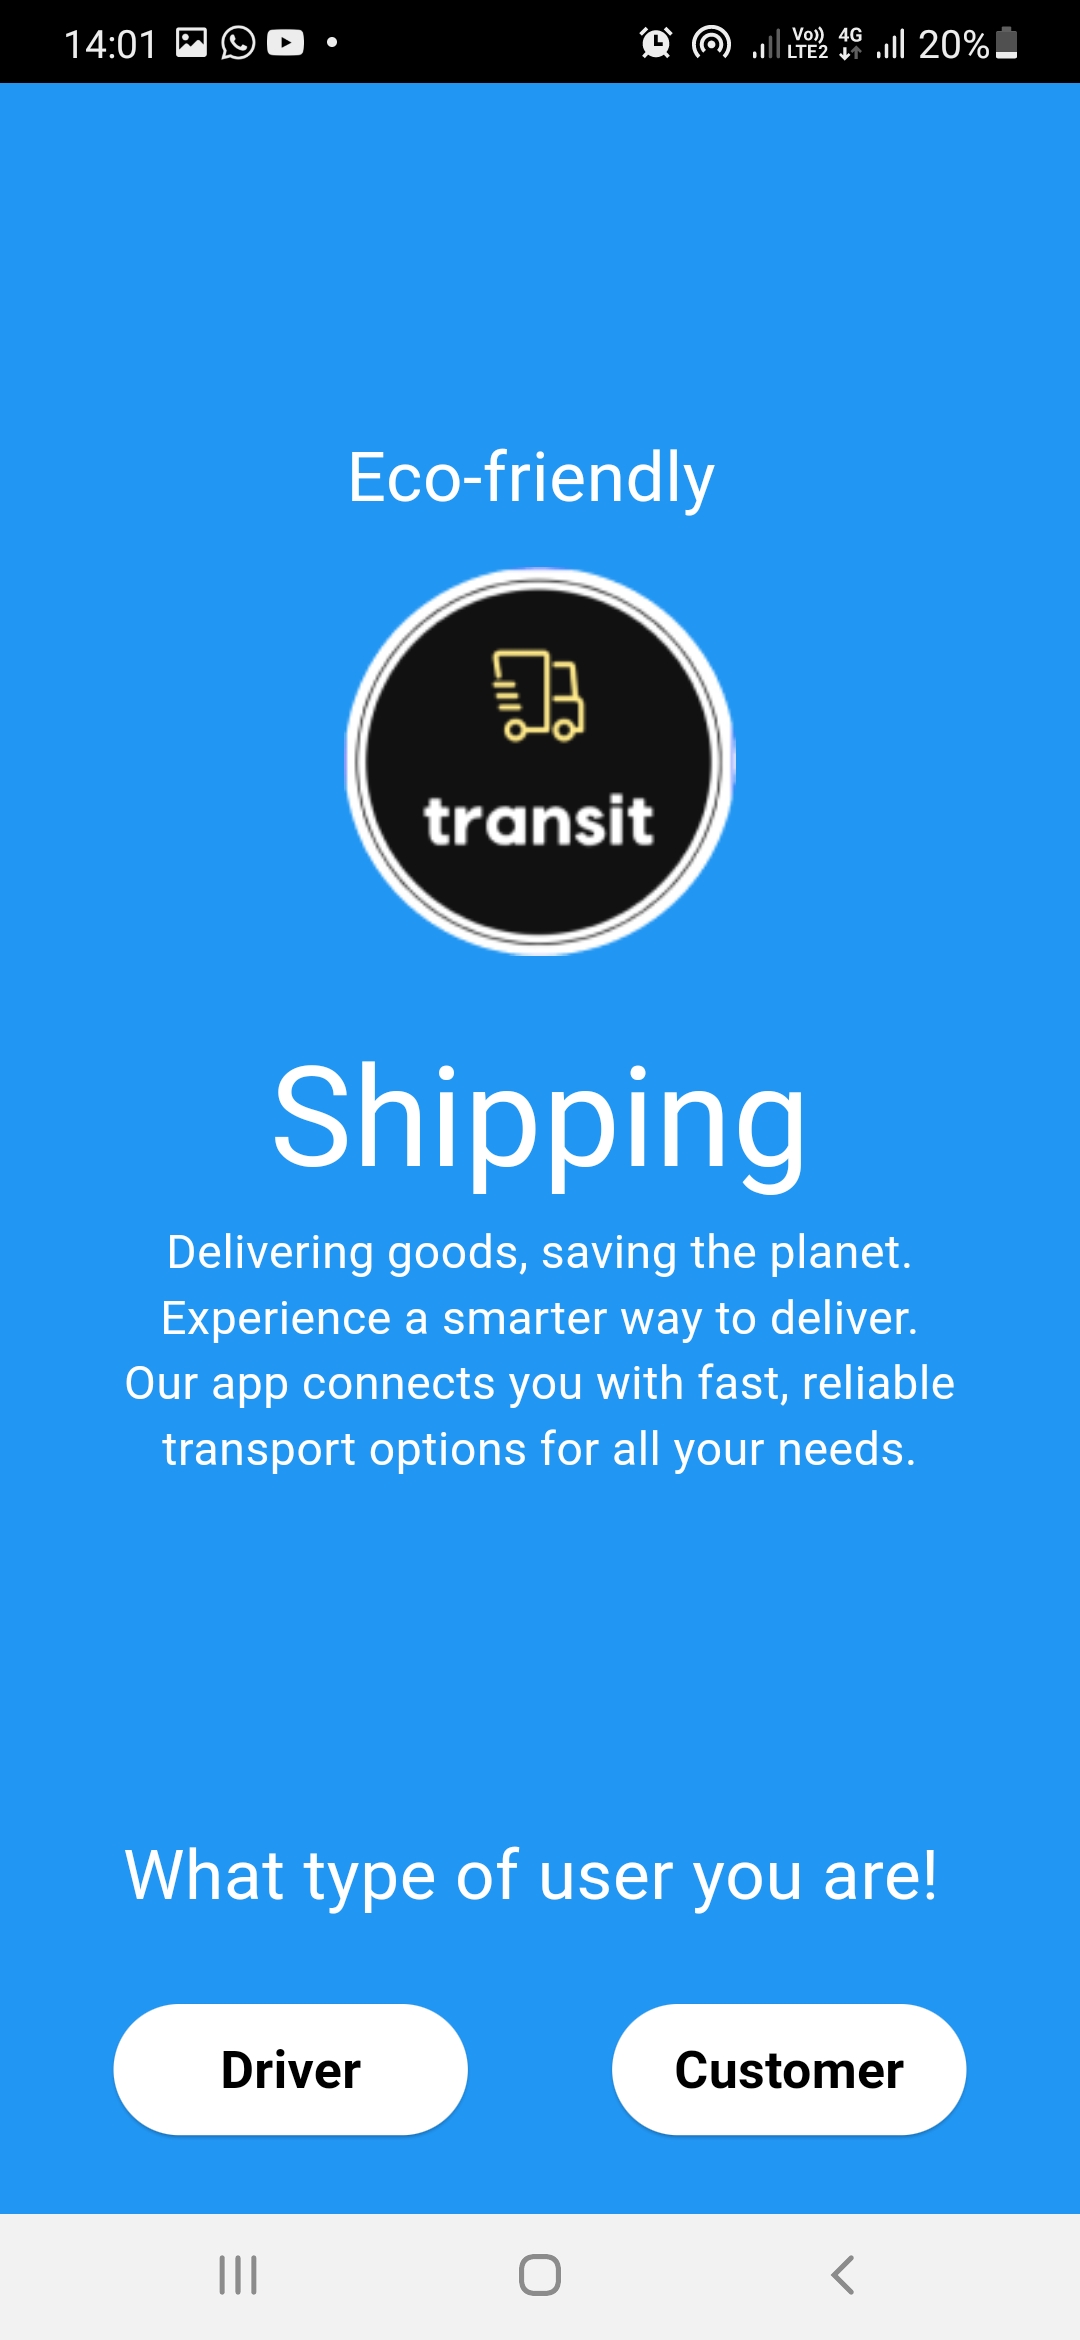 14:01
Vo))
LTE2
4G
20%
Eco-friendly
transit
Shipping
Delivering goods, saving the planet.
Experience a smarter way to deliver.
Our app connects you with fast, reliable
transport options for all your needs.
What type of user you are!
Driver
Customer